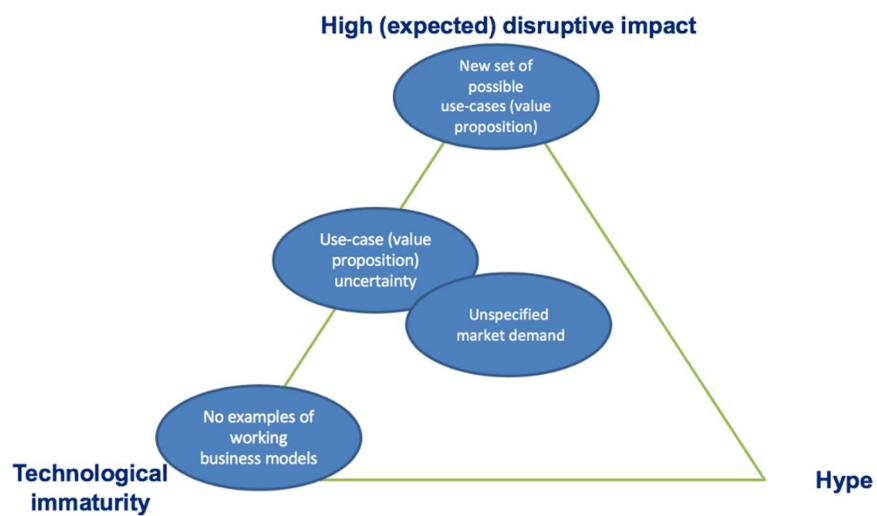 High (expected) disruptive impact
New set of
possible
use-cases (value
proposition)
Use-case (value
proposition)
uncertainty
Unspecified
market demand
No examples of
working
business models
Technological
immaturity
Hype